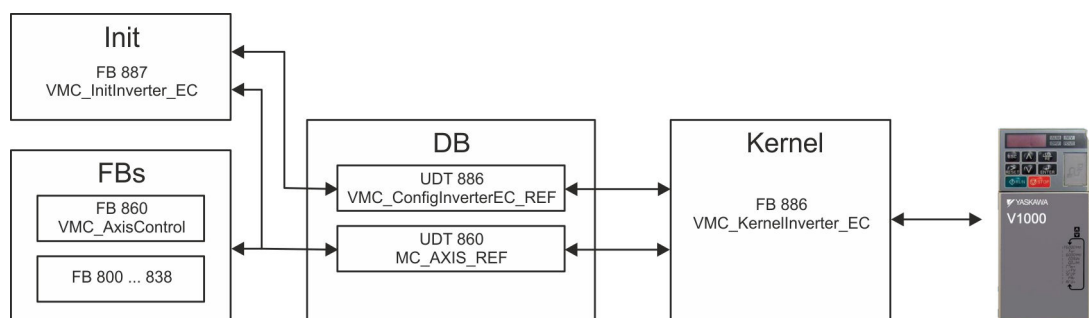 Init
FB 887
VMC_InitInverter_EC
FBs
FB 860
VMC_AxisControl
FB 800 ... 838
DB
UDT 886
VMC_ConfigInverterEC_REF
UDT 860
MC_AXIS_REF
Kernel
FB 886
VMC_KernelInverter_EC
YASKAWA
V1000